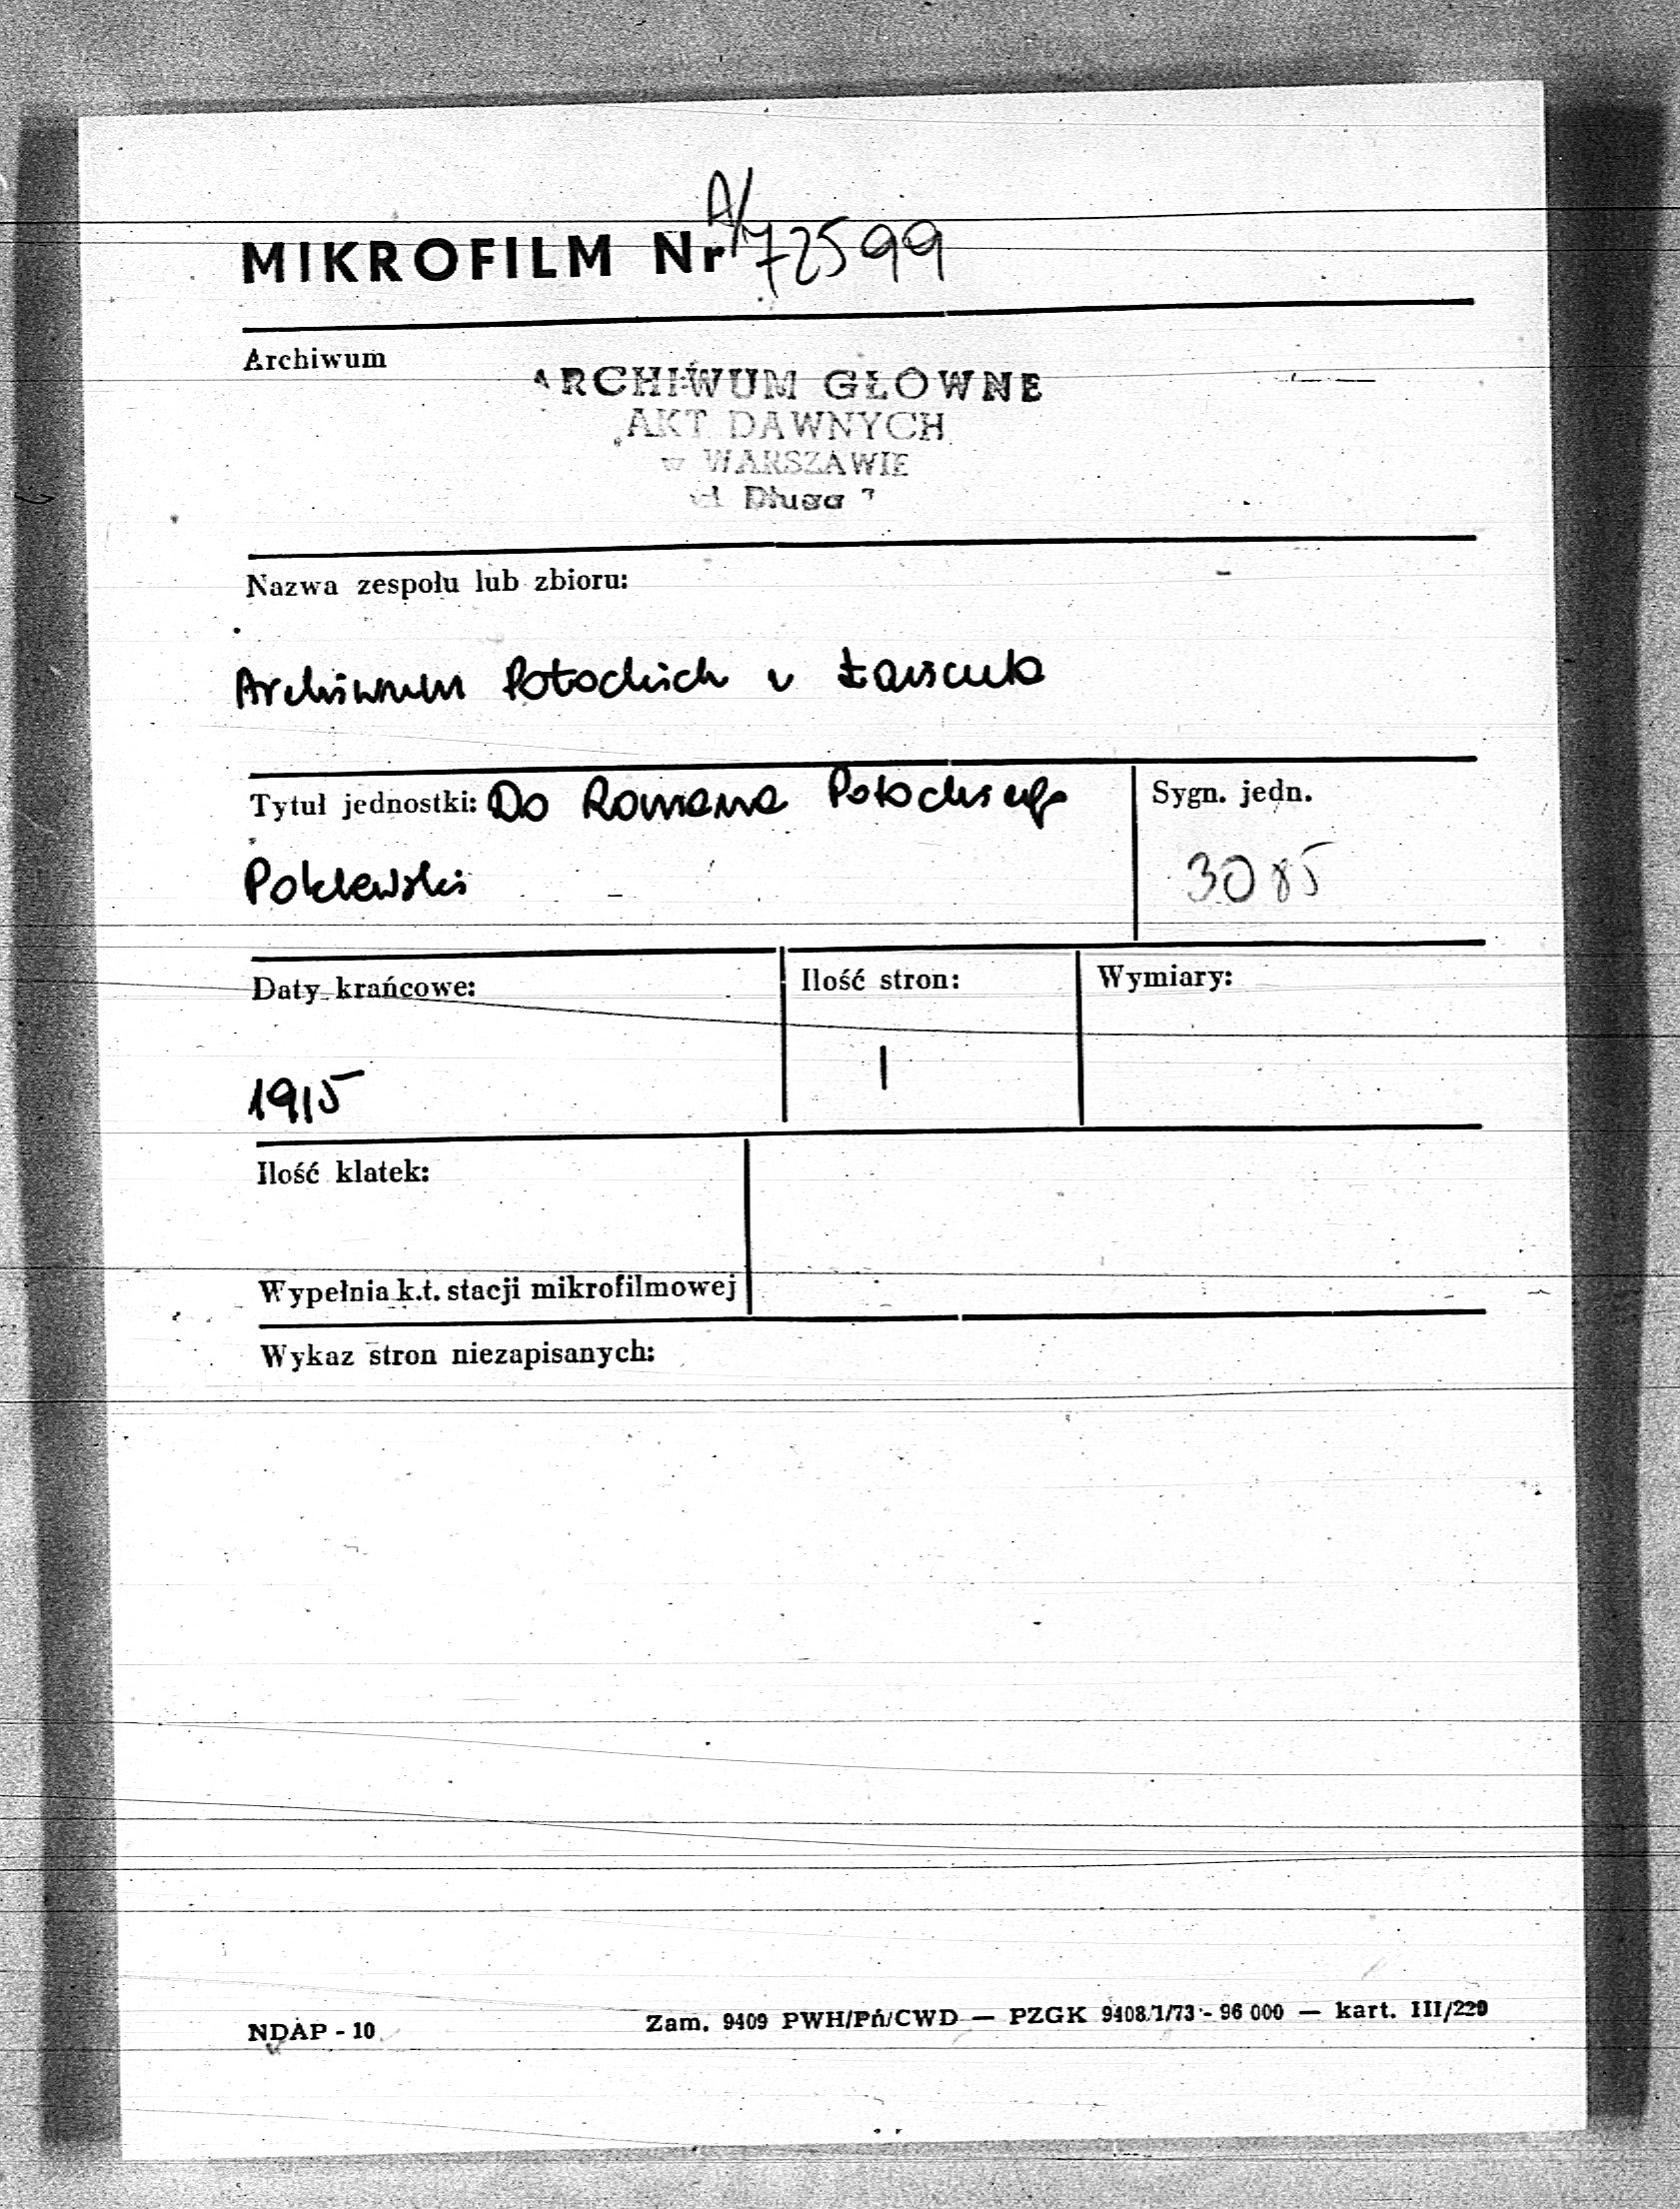 MIKROFILM Nr A/72599
Archiwum
ARCHIWUM GŁÓWNE
AKT DAWNYCH
w WARSZAWIE
ul Długa 7
Nazwa zespołu lub zbioru:
Archiwum Potockich w Łańcucie
Tytuł jednostki: Do Romana Potockiego
Poklewski
Sygn. jedn.
3085
Daty krańcowe:
1915
Ilość stron:
1
Wymiary:
Ilość klatek:
Wypełnia k.t. stacji mikrofilmowej
Wykaz stron niezapisanych:
NDAP - 10
Zam. 9409 PWH/Pń/CWD — PZGK 9408/1/73 - 96 000 — kart. III/220